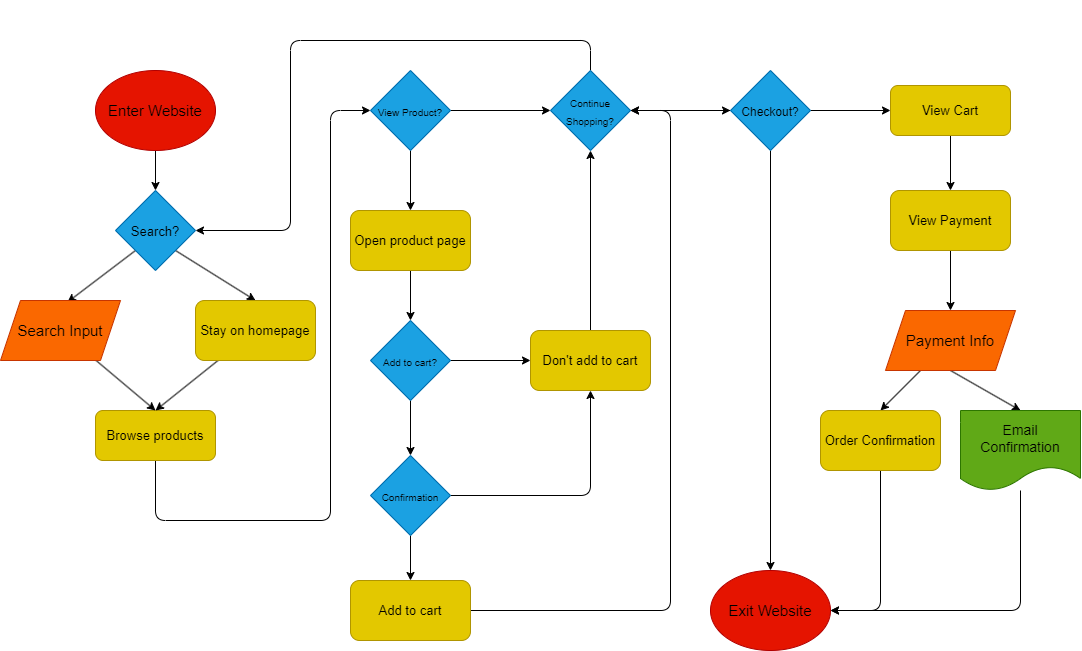 Enter Website
Search?
Search Input
Stay on homepage
Browse products
View Product?
Open product page
Add to cart?
Confirmation
Add to cart
Continue
Shopping?
Don't add to cart
Checkout?
Exit Website
View Cart
View Payment
Payment Info
Order Confirmation
Email
Confirmation